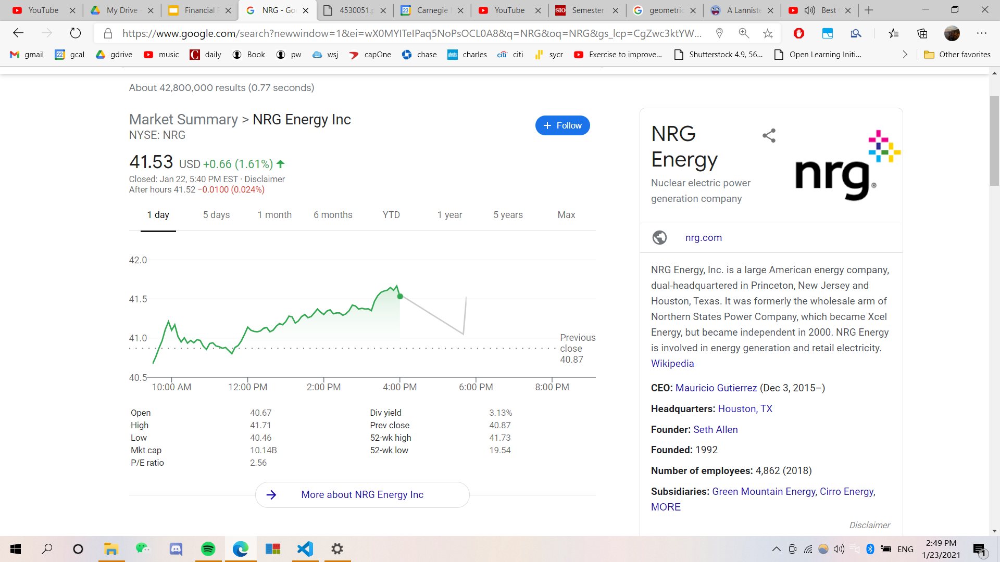 YouTube
My Drive
Financial
NRG - Go
4530051.p
Carnegie
YouTube
SIO Semester
geometric
A Lanniste
Best
https://www.google.com/search?newwindow=1&ei=wX0MYITeIPaq5NoPsOCL0A8&q=NRG&oq=NRG&gs_lcp=CgZwc3ktYW...
gmail
22 gcal
gdrive
music
C daily
Book
pw
wsj
capOne
chase
charles
citi citi
sycr
Exercise to improve...
Shutterstock 4.9, 56...
Open Learning Initi...
Other favorites
About 42,800,000 results (0.77 seconds)
Market Summary > NRG Energy Inc
NYSE: NRG
+ Follow
41.53 USD +0.66 (1.61%)
Closed: Jan 22, 5:40 PM EST · Disclaimer
After hours 41.52 −0.0100 (0.024%)
1 day 5 days 1 month 6 months YTD 1 year 5 years Max
42.0
41.5
41.0
40.5
Previous
close
40.87
10:00 AM 12:00 PM 2:00 PM 4:00 PM 6:00 PM 8:00 PM
Open 40.67 Div yield 3.13%
High 41.71 Prev close 40.87
Low 40.46 52-wk high 41.73
Mkt cap 10.14B 52-wk low 19.54
P/E ratio 2.56
More about NRG Energy Inc
NRG
Energy
Nuclear electric power
generation company
nrg®
nrg.com
NRG Energy, Inc. is a large American energy company,
dual-headquartered in Princeton, New Jersey and
Houston, Texas. It was formerly the wholesale arm of
Northern States Power Company, which became Xcel
Energy, but became independent in 2000. NRG Energy
is involved in energy generation and retail electricity.
Wikipedia
CEO: Mauricio Gutierrez (Dec 3, 2015–)
Headquarters: Houston, TX
Founder: Seth Allen
Founded: 1992
Number of employees: 4,862 (2018)
Subsidiaries: Green Mountain Energy, Cirro Energy,
MORE
Disclaimer
ENG
2:49 PM
1/23/2021
1